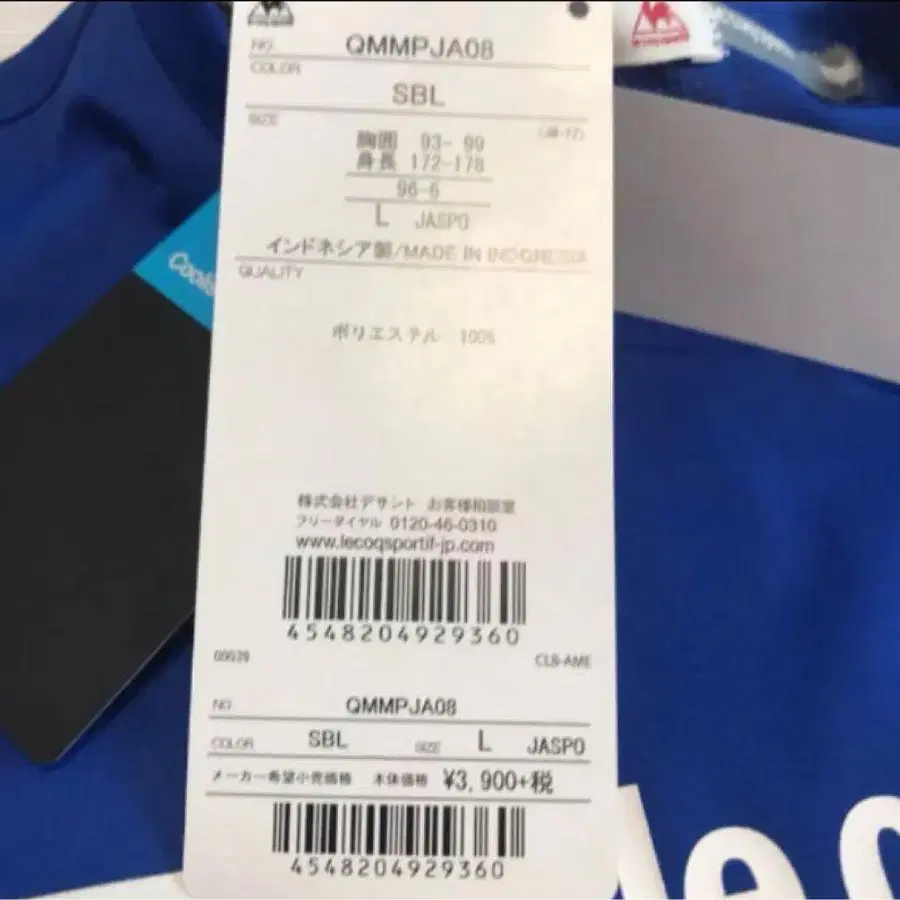 NO. QMMPJA08
COLOR
SBL
SIZE
胸囲 93- 99
身長 172-178
96-6
L JASPO
インドネシア製/MADE IN INDONESIA
QUALITY
ポリエステル 100%
株式会社デサント お客様相談室
フリーダイヤル 0120-46-0310
www.lecoqsportif-jp.com
4548204929360
00039 CLB-AME
NO. QMMPJA08
COLOR SBL SIZE L JASPO
メーカー希望小売価格 本体価格 ¥3,900+税
4548204929360